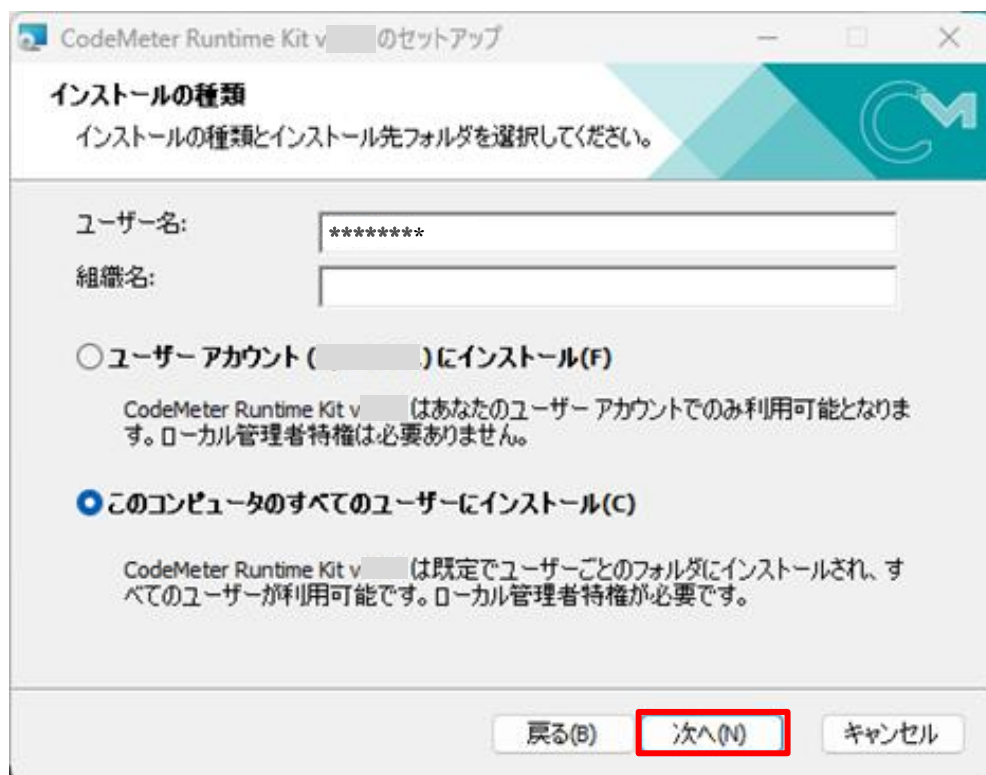 CodeMeter Runtime Kit v のセットアップ
インストールの種類
インストールの種類とインストール先フォルダを選択してください。
ユーザー名:
********
組織名:
ユーザー アカウント ( )にインストール(F)
CodeMeter Runtime Kit v はあなたのユーザー アカウントでのみ利用可能となりま
す。ローカル管理者特権は必要ありません。
このコンピュータのすべてのユーザーにインストール(C)
CodeMeter Runtime Kit v は既定でユーザーごとのフォルダにインストールされ、す
べてのユーザーが利用可能です。ローカル管理者特権が必要です。
戻る(B)
次へ(N)
キャンセル